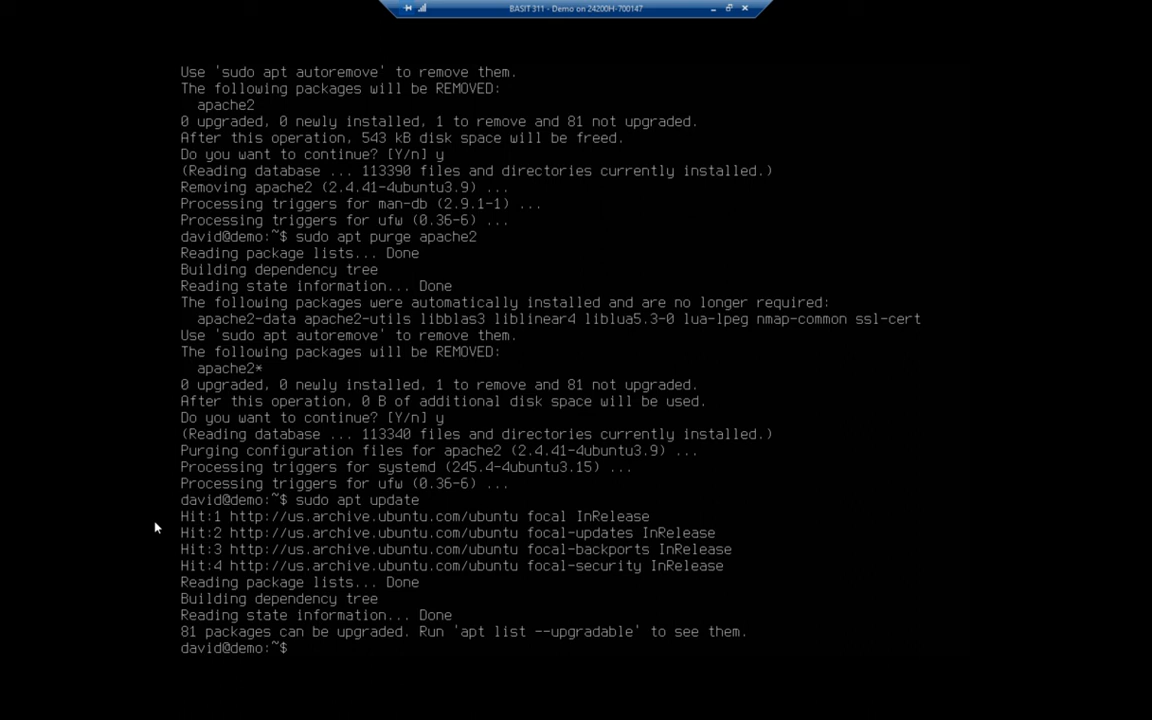 BASIT 311 - Demo on 24200H-700147
Use 'sudo apt autoremove' to remove them.
The following packages will be REMOVED:
  apache2
0 upgraded, 0 newly installed, 1 to remove and 81 not upgraded.
After this operation, 543 kB disk space will be freed.
Do you want to continue? [Y/n] y
(Reading database ... 113390 files and directories currently installed.)
Removing apache2 (2.4.41-4ubuntu3.9) ...
Processing triggers for man-db (2.9.1-1) ...
Processing triggers for ufw (0.36-6) ...
david@demo:~$ sudo apt purge apache2
Reading package lists... Done
Building dependency tree
Reading state information... Done
The following packages were automatically installed and are no longer required:
  apache2-data apache2-utils libblas3 liblinear4 liblua5.3-0 lua-lpeg nmap-common ssl-cert
Use 'sudo apt autoremove' to remove them.
The following packages will be REMOVED:
  apache2*
0 upgraded, 0 newly installed, 1 to remove and 81 not upgraded.
After this operation, 0 B of additional disk space will be used.
Do you want to continue? [Y/n] y
(Reading database ... 113340 files and directories currently installed.)
Purging configuration files for apache2 (2.4.41-4ubuntu3.9) ...
Processing triggers for systemd (245.4-4ubuntu3.15) ...
Processing triggers for ufw (0.36-6) ...
david@demo:~$ sudo apt update
Hit:1 http://us.archive.ubuntu.com/ubuntu focal InRelease
Hit:2 http://us.archive.ubuntu.com/ubuntu focal-updates InRelease
Hit:3 http://us.archive.ubuntu.com/ubuntu focal-backports InRelease
Hit:4 http://us.archive.ubuntu.com/ubuntu focal-security InRelease
Reading package lists... Done
Building dependency tree
Reading state information... Done
81 packages can be upgraded. Run 'apt list --upgradable' to see them.
david@demo:~$